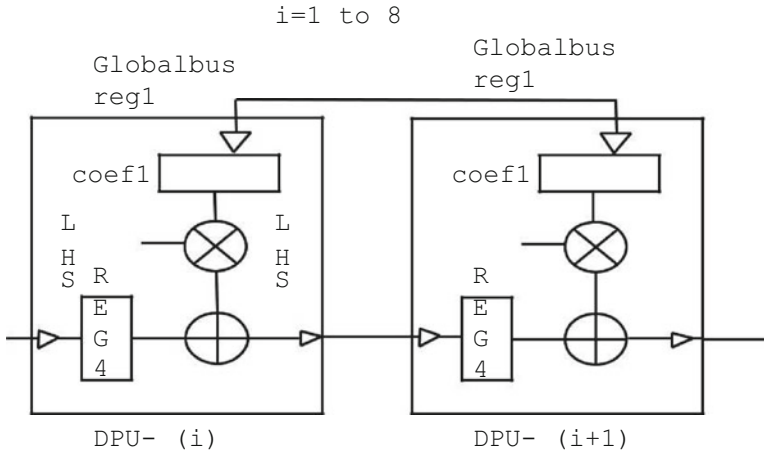 i=1 to 8
Globalbus
reg1
Globalbus
reg1
coef1
coef1
L
H
S
L
H
S
R
E
G
4
R
E
G
4
DPU- (i)
DPU- (i+1)